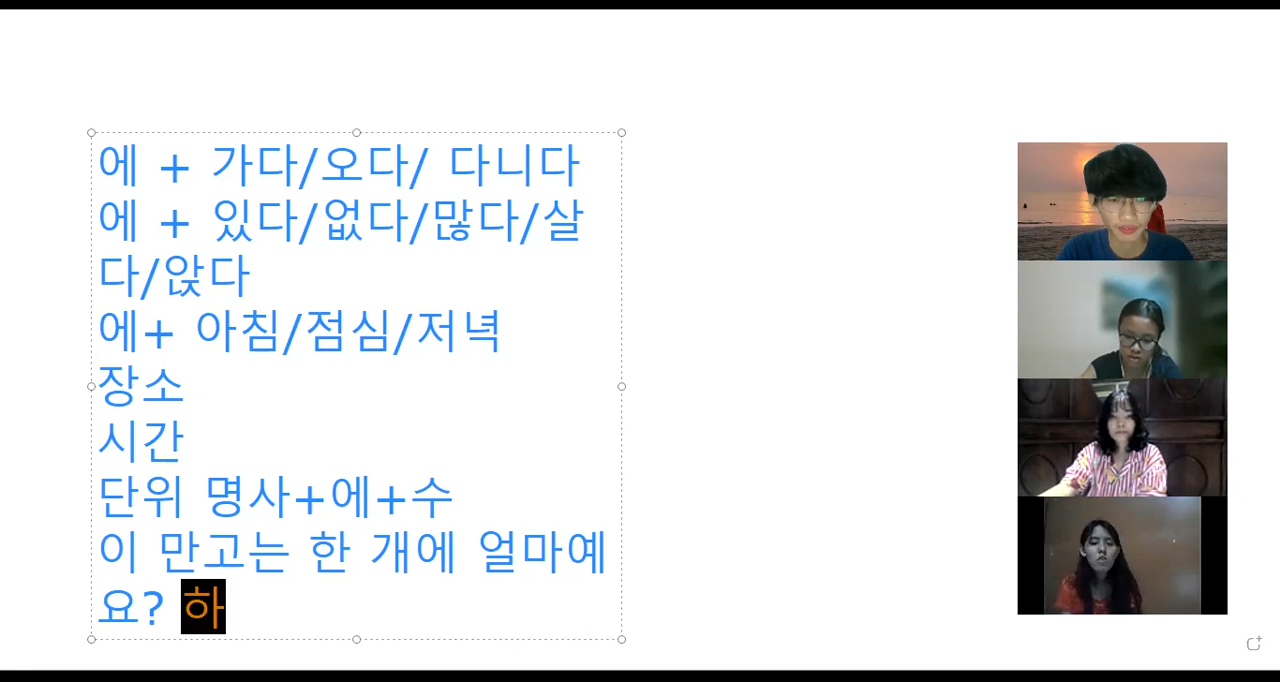 에 + 가다/오다/ 다니다
에 + 있다/없다/많다/살
다/앉다
에+ 아침/점심/저녁
장소
시간
단위 명사+에+수
이 만고는 한 개에 얼마예
요? 하